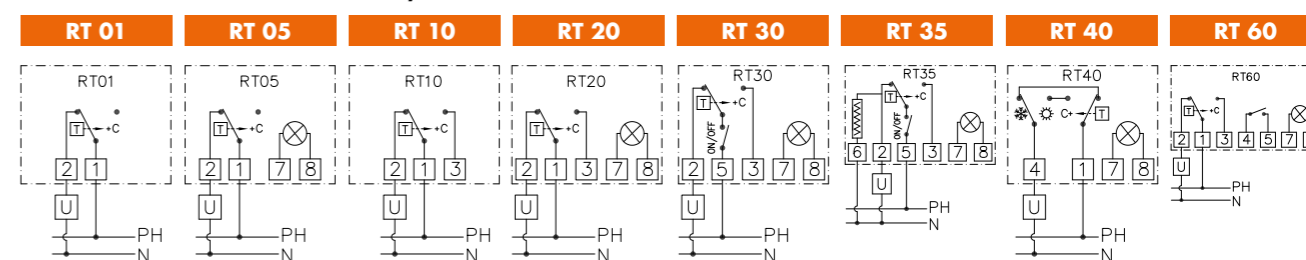 RT 01 RT 05 RT 10 RT 20 RT 30 RT 35 RT 40 RT 60
RT01
T +C
2 1
U
PH
N
RT05
T +C
2 1 7 8
U
PH
N
RT10
T +C
2 1 3
U
PH
N
RT20
T +C
2 1 3 7 8
U
PH
N
RT30
T +C
ON/OFF
2 5 3 7 8
U
PH
N
RT35
T +C
ON/OFF
6 2 5 3 7 8
U
PH
N
RT40
C+ T
4 1 7 8
U
PH
N
RT60
T +C
2 1 3 4 5 7
U
PH
N